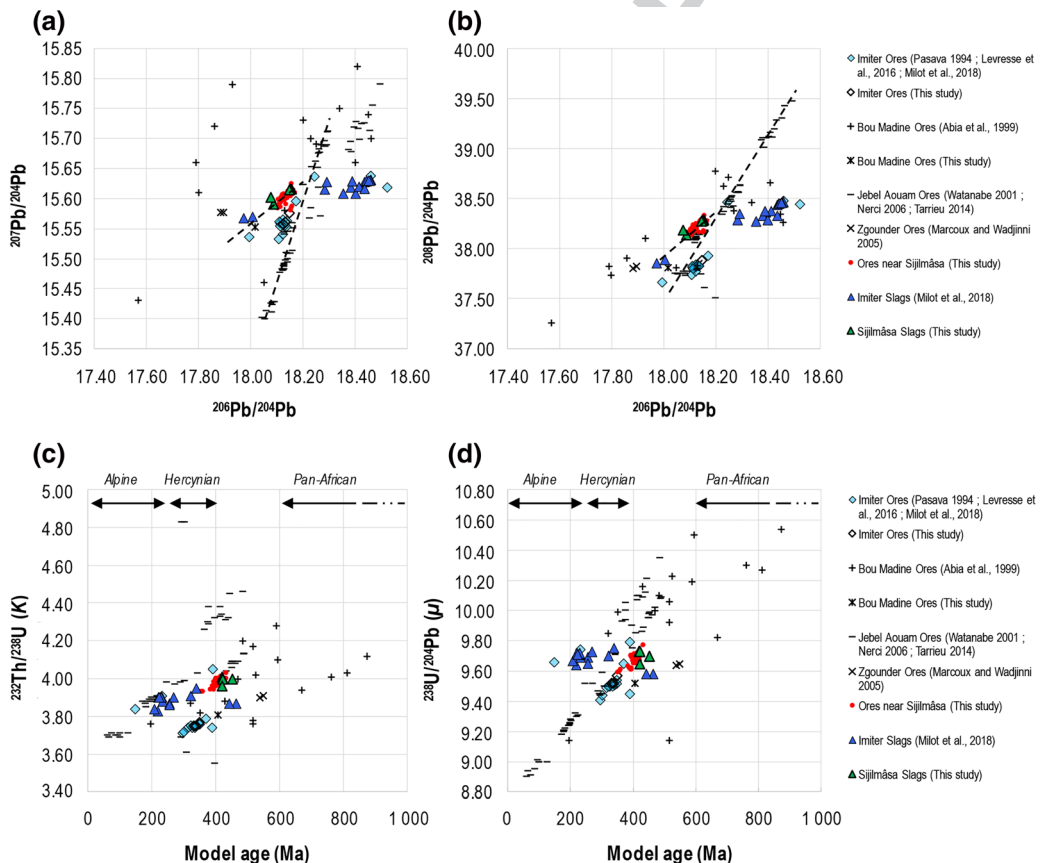 (a)
15.85
15.80
15.75
15.70
15.65
15.60
15.55
15.50
15.45
15.40
15.35
207Pb/204Pb
17.40 17.60 17.80 18.00 18.20 18.40 18.60
206Pb/204Pb
(b)
40.00
39.50
39.00
38.50
38.00
37.50
37.00
208Pb/204Pb
17.40 17.60 17.80 18.00 18.20 18.40 18.60
206Pb/204Pb
Imiter Ores (Pasava 1994 ; Levresse et
al., 2016 ; Milot et al., 2018)
Imiter Ores (This study)
Bou Madine Ores (Abia et al., 1999)
Bou Madine Ores (This study)
Jebel Aouam Ores (Watanabe 2001 ;
Nerci 2006 ; Tarrieu 2014)
Zgounder Ores (Marcoux and Wadjinni
2005)
Ores near Sijilmâsa (This study)
Imiter Slags (Milot et al., 2018)
Sijilmâsa Slags (This study)
(c)
Alpine Hercynian Pan-African
5.00
4.80
4.60
4.40
4.20
4.00
3.80
3.60
3.40
232Th/238U (K)
0 200 400 600 800 1 000
Model age (Ma)
(d)
Alpine Hercynian Pan-African
10.80
10.60
10.40
10.20
10.00
9.80
9.60
9.40
9.20
9.00
8.80
238U/204Pb (µ)
0 200 400 600 800 1 000
Model age (Ma)
Imiter Ores (Pasava 1994 ; Levresse et
al., 2016 ; Milot et al., 2018)
Imiter Ores (This study)
Bou Madine Ores (Abia et al., 1999)
Bou Madine Ores (This study)
Jebel Aouam Ores (Watanabe 2001 ;
Nerci 2006 ; Tarrieu 2014)
Zgounder Ores (Marcoux and Wadjinni
2005)
Ores near Sijilmâsa (This study)
Imiter Slags (Milot et al., 2018)
Sijilmâsa Slags (This study)